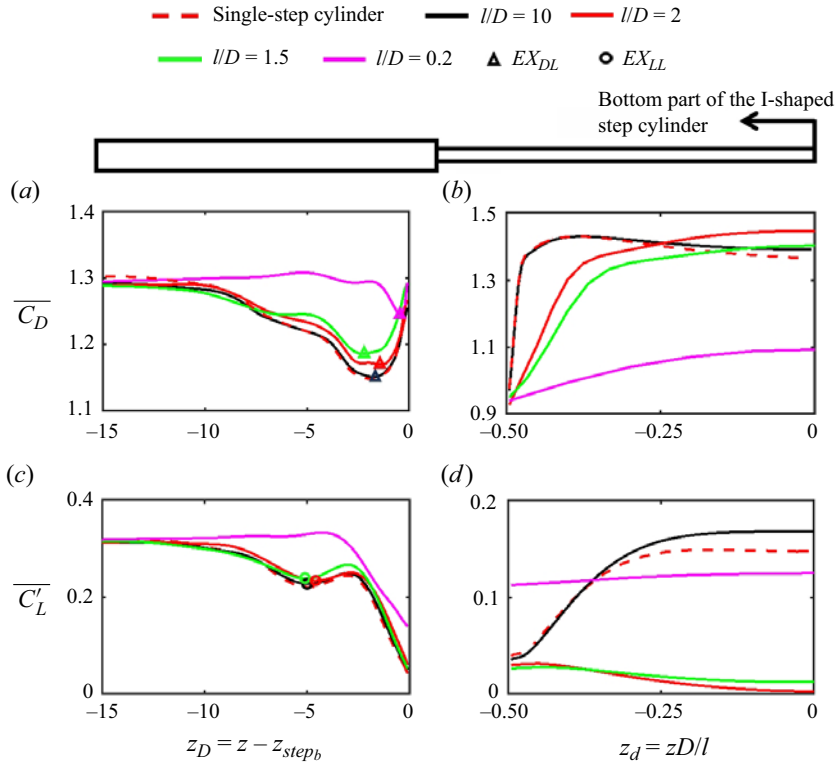 Single-step cylinder l/D = 10 l/D = 2
l/D = 1.5 l/D = 0.2 EX_DL EX_LL
Bottom part of the I-shaped
step cylinder
(a) (b)
1.4 1.5
1.3 1.3
C_D
1.2 1.1
1.1 0.9
–15 –10 –5 0 –0.50 –0.25 0
(c) (d)
0.4 0.2
C′_L
0.2 0.1
0 0
–15 –10 –5 0 –0.50 –0.25 0
z_D = z – z_step_b z_d = zD/l